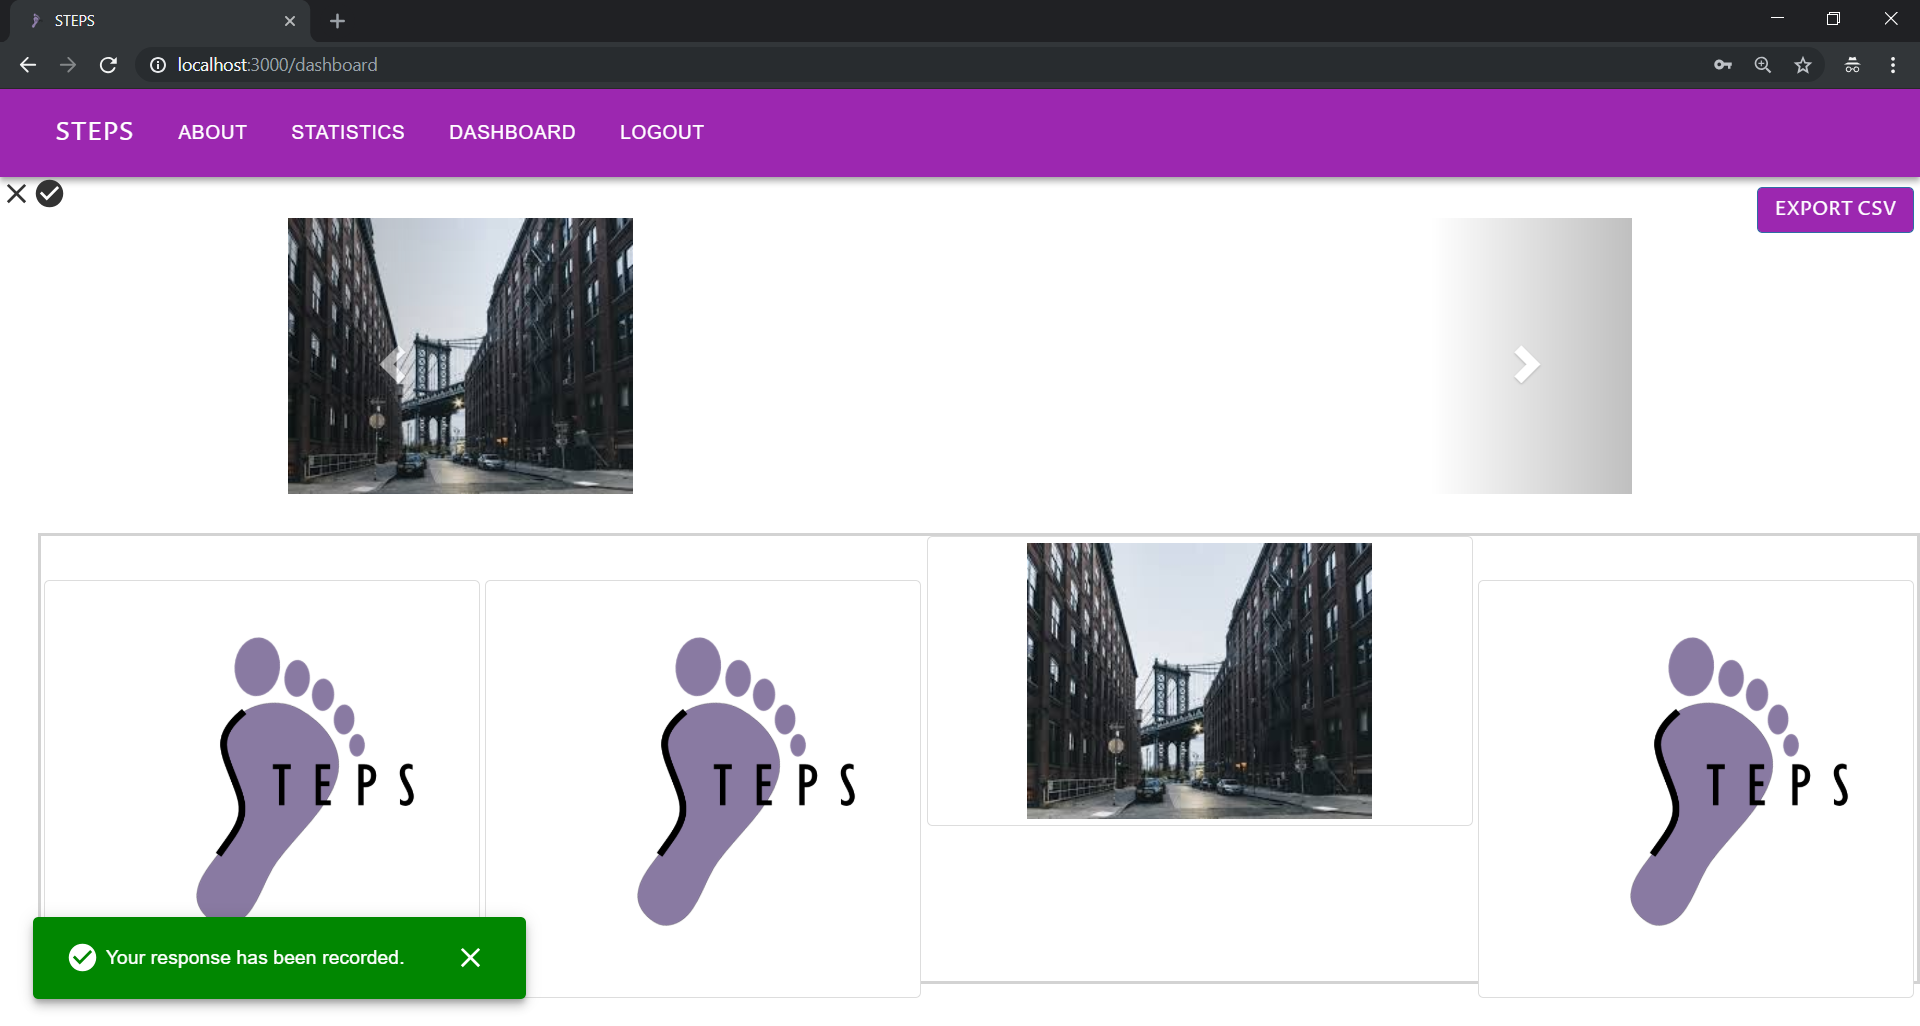 STEPS
localhost:3000/dashboard
STEPS ABOUT STATISTICS DASHBOARD LOGOUT
EXPORT CSV
TEPS
TEPS
TEPS
Your response has been recorded.